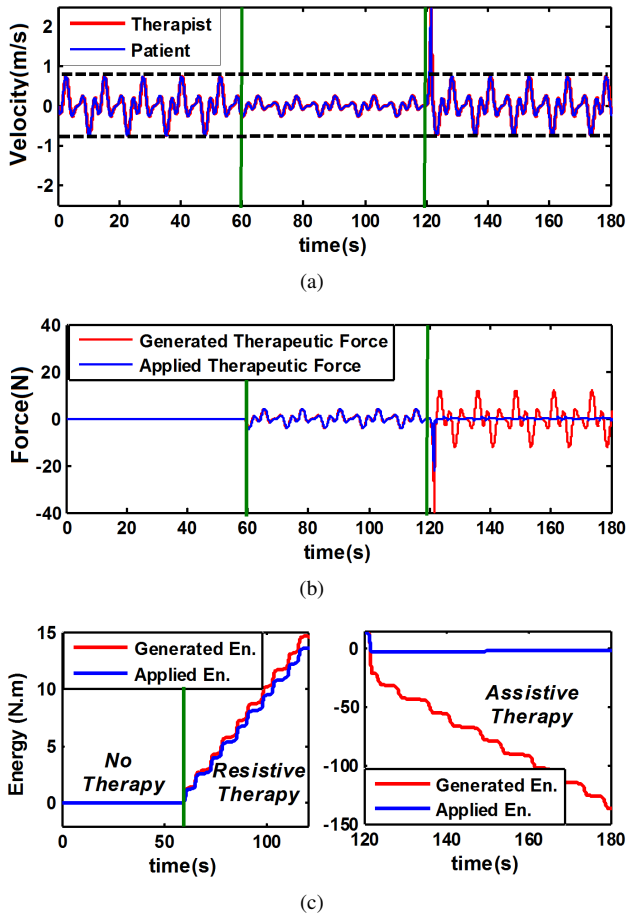 Therapist
Patient
Velocity(m/s)
2
1
0
-1
-2
0 20 40 60 80 100 120 140 160 180
time(s)
(a)
Generated Therapeutic Force
Applied Therapeutic Force
Force(N)
40
20
0
-20
-40
0 20 40 60 80 100 120 140 160 180
time(s)
(b)
Generated En.
Applied En.
Energy (N.m)
15
10
5
0
No
Therapy
Resistive
Therapy
0 50 100
time(s)
0
-50
-100
-150
Assistive
Therapy
Generated En.
Applied En.
120 140 160 180
time(s)
(c)